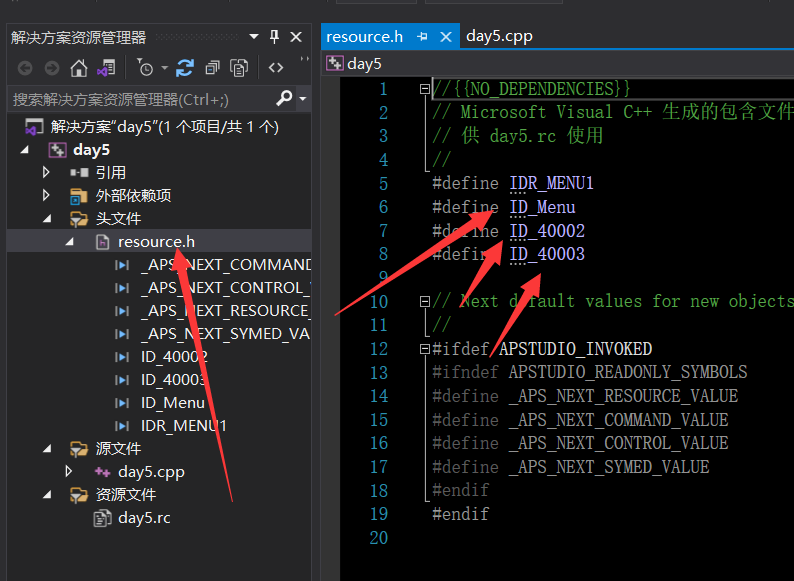 解决方案资源管理器
搜索解决方案资源管理器(Ctrl+;)
解决方案"day5"(1 个项目/共 1 个)
day5
引用
外部依赖项
头文件
resource.h
_APS_NEXT_COMMAND
_APS_NEXT_CONTROL_
_APS_NEXT_RESOURCE_
_APS_NEXT_SYMED_VA
ID_40002
ID_40003
ID_Menu
IDR_MENU1
源文件
day5.cpp
资源文件
day5.rc
resource.h
day5.cpp
day5
1 //{{NO_DEPENDENCIES}}
2 // Microsoft Visual C++ 生成的包含文件
3 // 供 day5.rc 使用
4 //
5 #define IDR_MENU1
6 #define ID_Menu
7 #define ID_40002
8 #define ID_40003
9
10 // Next default values for new objects
11 //
12 #ifdef APSTUDIO_INVOKED
13 #ifndef APSTUDIO_READONLY_SYMBOLS
14 #define _APS_NEXT_RESOURCE_VALUE
15 #define _APS_NEXT_COMMAND_VALUE
16 #define _APS_NEXT_CONTROL_VALUE
17 #define _APS_NEXT_SYMED_VALUE
18 #endif
19 #endif
20